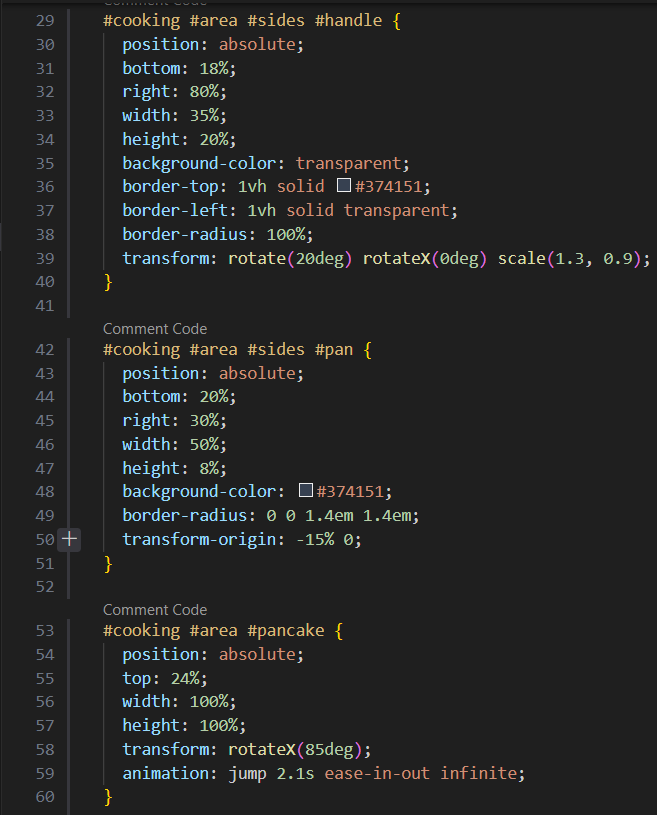 Comment Code
29 #cooking #area #sides #handle {
30 position: absolute;
31 bottom: 18%;
32 right: 80%;
33 width: 35%;
34 height: 20%;
35 background-color: transparent;
36 border-top: 1vh solid #374151;
37 border-left: 1vh solid transparent;
38 border-radius: 100%;
39 transform: rotate(20deg) rotateX(0deg) scale(1.3, 0.9);
40 }
41
Comment Code
42 #cooking #area #sides #pan {
43 position: absolute;
44 bottom: 20%;
45 right: 30%;
46 width: 50%;
47 height: 8%;
48 background-color: #374151;
49 border-radius: 0 0 1.4em 1.4em;
50 transform-origin: -15% 0;
51 }
52
Comment Code
53 #cooking #area #pancake {
54 position: absolute;
55 top: 24%;
56 width: 100%;
57 height: 100%;
58 transform: rotateX(85deg);
59 animation: jump 2.1s ease-in-out infinite;
60 }